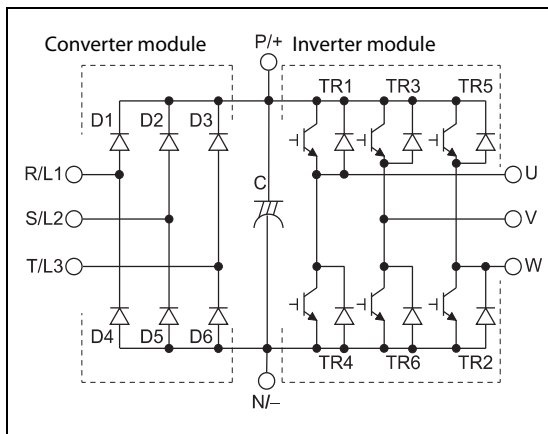 Converter module
P/+
Inverter module
TR1
TR3
TR5
D1
D2
D3
R/L1
U
C
S/L2
V
T/L3
W
D4
D5
D6
TR4
TR6
TR2
N/−